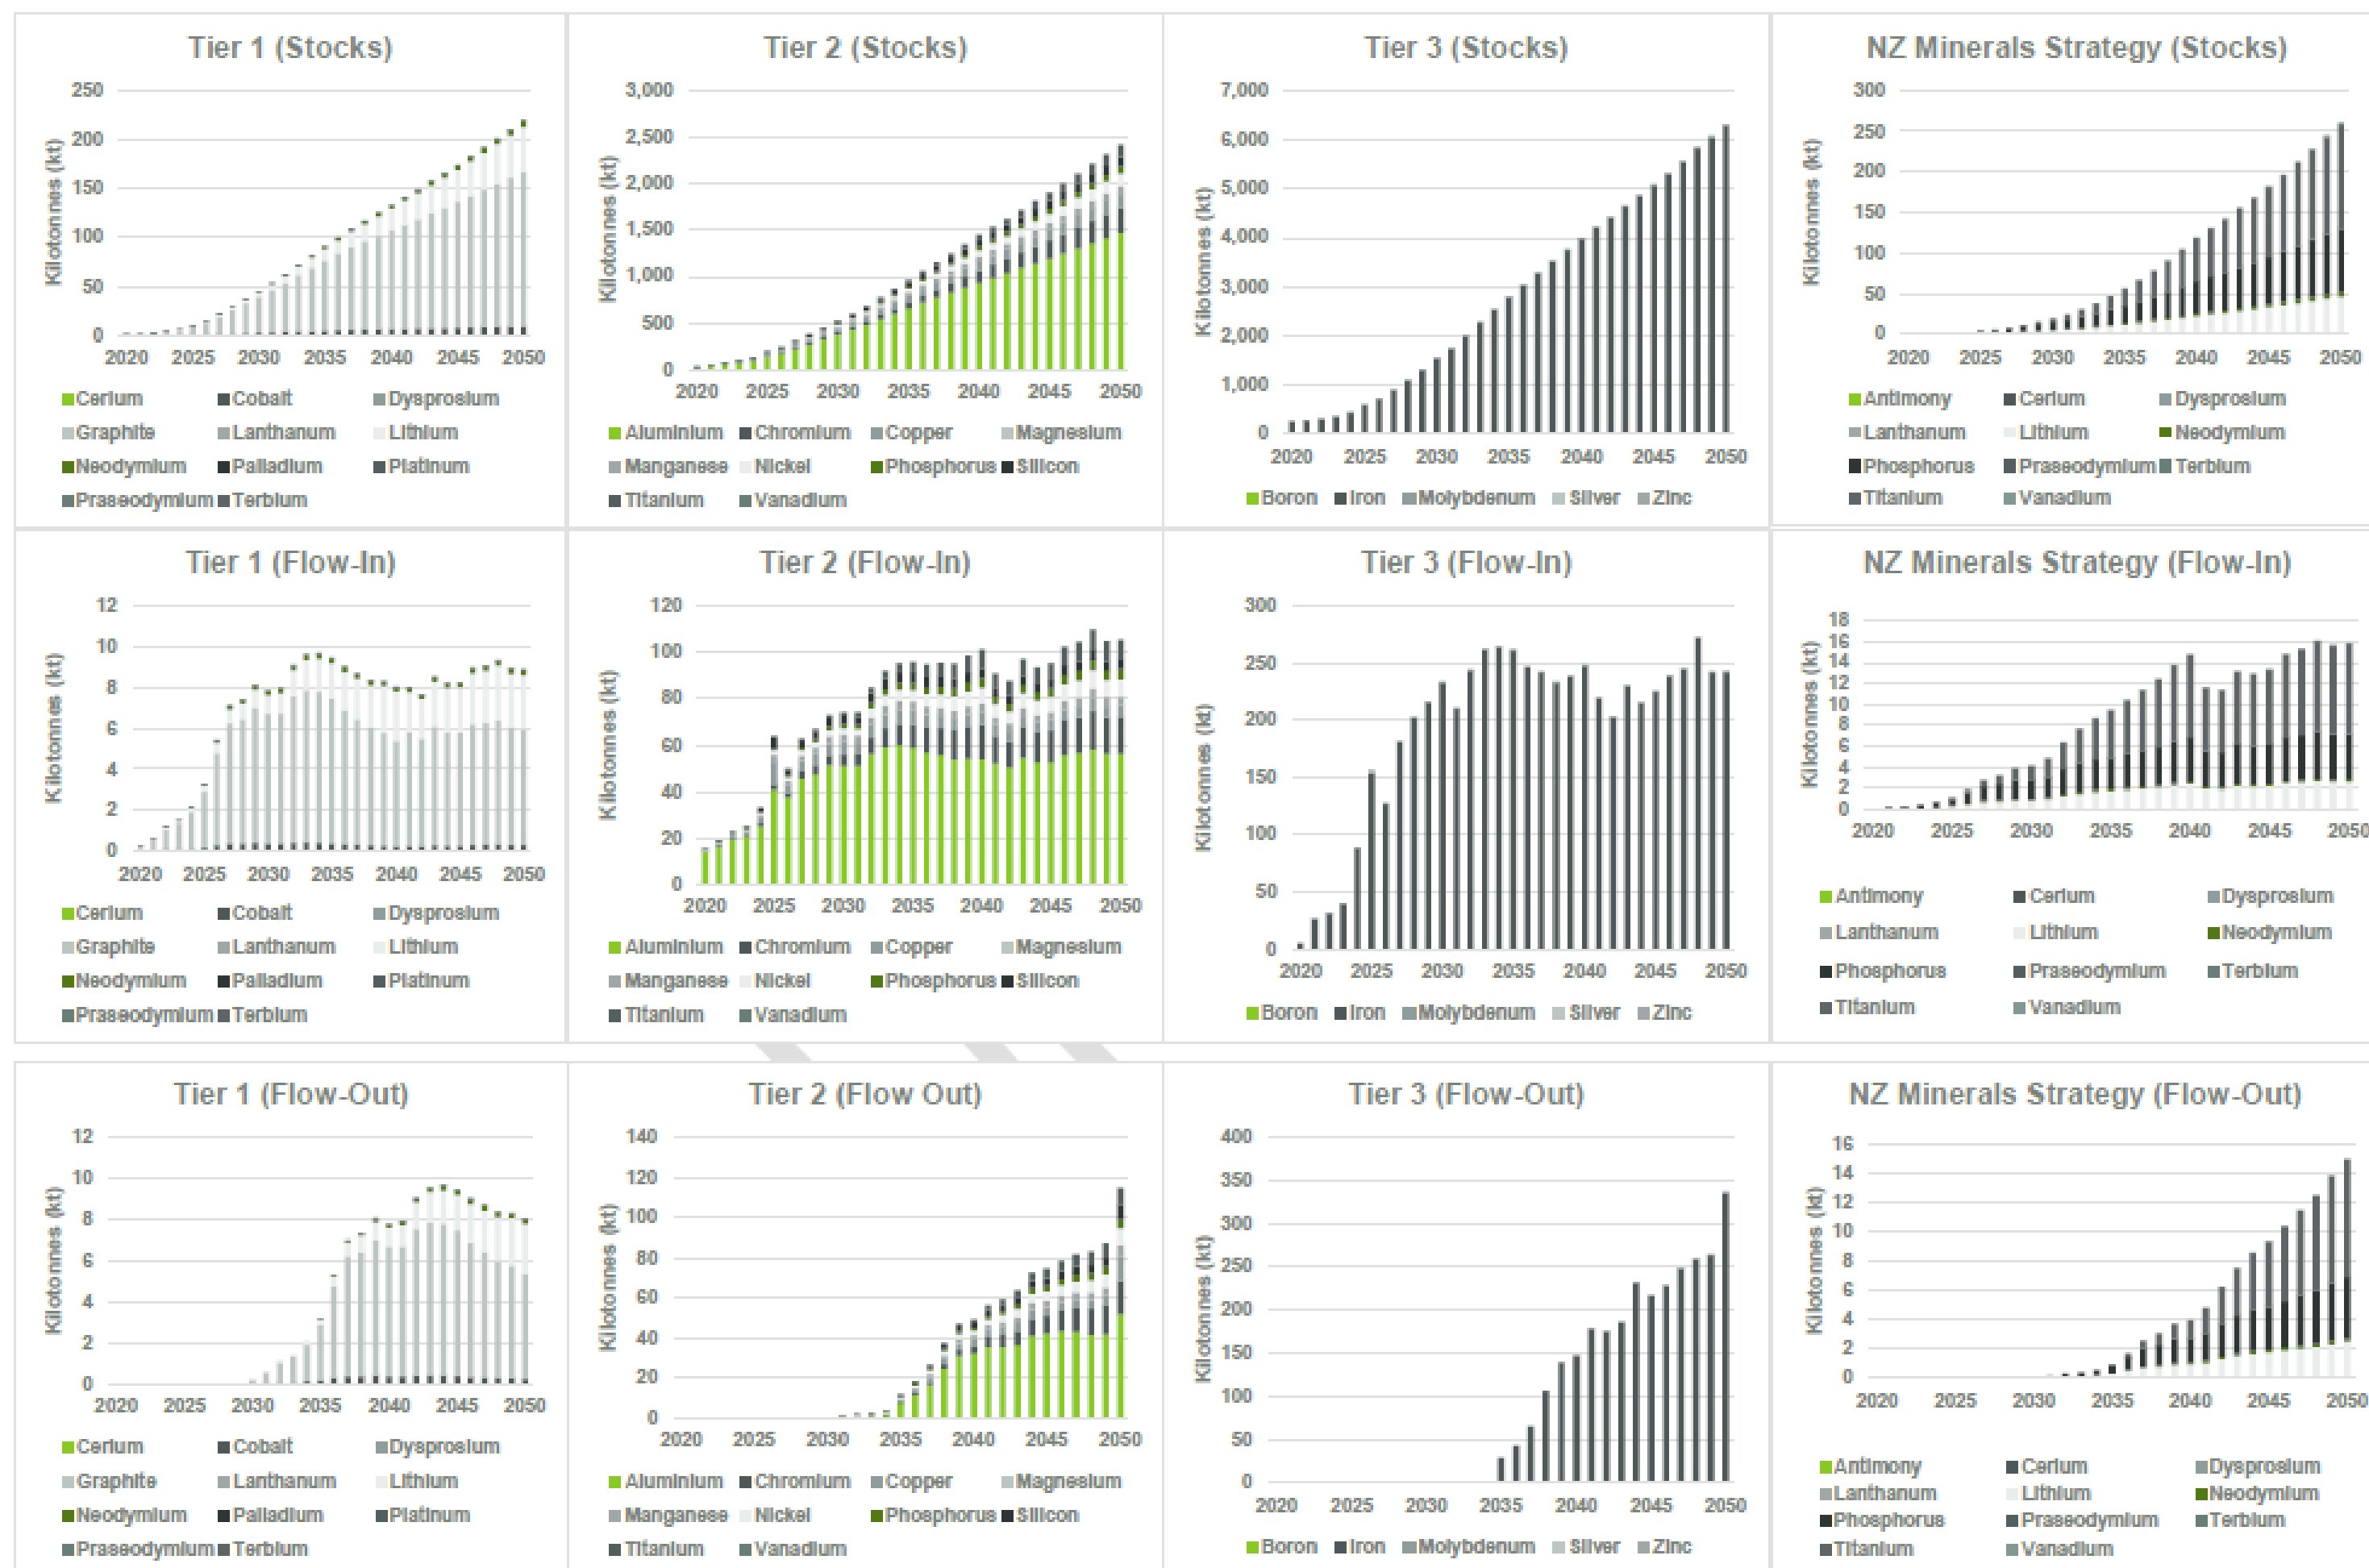 Tier 1 (Stocks)
Kilotonnes (kt)
250
200
150
100
50
0
2020 2025 2030 2035 2040 2045 2050
Cerium Cobalt Dysprosium
Graphite Lanthanum Lithium
Neodymium Palladium Platinum
Praseodymium Terbium
Tier 2 (Stocks)
Kilotonnes (kt)
3,000
2,500
2,000
1,500
1,000
500
0
2020 2025 2030 2035 2040 2045 2050
Aluminium Chromium Copper Magnesium
Manganese Nickel Phosphorus Silicon
Titanium Vanadium
Tier 3 (Stocks)
Kilotonnes (kt)
7,000
6,000
5,000
4,000
3,000
2,000
1,000
0
2020 2025 2030 2035 2040 2045 2050
Boron Iron Molybdenum Silver Zinc
NZ Minerals Strategy (Stocks)
Kilotonnes (kt)
300
250
200
150
100
50
0
2020 2025 2030 2035 2040 2045 2050
Antimony Cerium Dysprosium
Lanthanum Lithium Neodymium
Phosphorus Praseodymium Terbium
Titanium Vanadium
Tier 1 (Flow-In)
Kilotonnes (kt)
12
10
8
6
4
2
0
2020 2025 2030 2035 2040 2045 2050
Cerium Cobalt Dysprosium
Graphite Lanthanum Lithium
Neodymium Palladium Platinum
Praseodymium Terbium
Tier 2 (Flow-In)
Kilotonnes (kt)
120
100
80
60
40
20
0
2020 2025 2030 2035 2040 2045 2050
Aluminium Chromium Copper Magnesium
Manganese Nickel Phosphorus Silicon
Titanium Vanadium
Tier 3 (Flow-In)
Kilotonnes (kt)
300
250
200
150
100
50
0
2020 2025 2030 2035 2040 2045 2050
Boron Iron Molybdenum Silver Zinc
NZ Minerals Strategy (Flow-In)
Kilotonnes (kt)
18
16
14
12
10
8
6
4
2
0
2020 2025 2030 2035 2040 2045 2050
Antimony Cerium Dysprosium
Lanthanum Lithium Neodymium
Phosphorus Praseodymium Terbium
Titanium Vanadium
Tier 1 (Flow-Out)
Kilotonnes (kt)
12
10
8
6
4
2
0
2020 2025 2030 2035 2040 2045 2050
Cerium Cobalt Dysprosium
Graphite Lanthanum Lithium
Neodymium Palladium Platinum
Praseodymium Terbium
Tier 2 (Flow Out)
Kilotonnes (kt)
140
120
100
80
60
40
20
0
2020 2025 2030 2035 2040 2045 2050
Aluminium Chromium Copper Magnesium
Manganese Nickel Phosphorus Silicon
Titanium Vanadium
Tier 3 (Flow-Out)
Kilotonnes (kt)
400
350
300
250
200
150
100
50
0
2020 2025 2030 2035 2040 2045 2050
Boron Iron Molybdenum Silver Zinc
NZ Minerals Strategy (Flow-Out)
Kilotonnes (kt)
16
14
12
10
8
6
4
2
0
2020 2025 2030 2035 2040 2045 2050
Antimony Cerium Dysprosium
Lanthanum Lithium Neodymium
Phosphorus Praseodymium Terbium
Titanium Vanadium